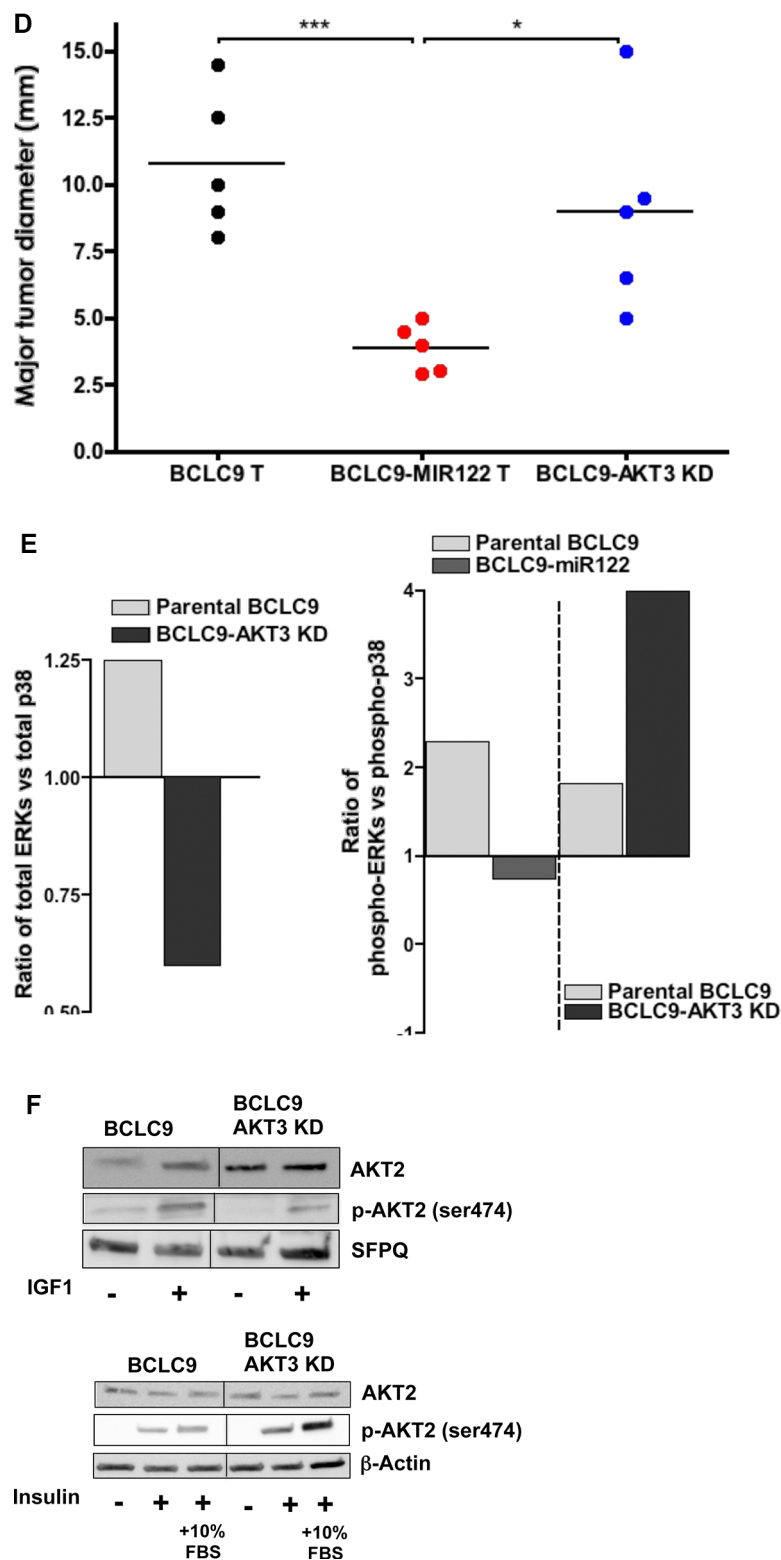 D
***
*
Major tumor diameter (mm)
15.0
12.5
10.0
7.5
5.0
2.5
0.0
BCLC9 T
BCLC9-MIR122 T
BCLC9-AKT3 KD
E
Parental BCLC9
BCLC9-AKT3 KD
Ratio of total ERKs vs total p38
1.25
1.00
0.75
0.50
Parental BCLC9
BCLC9-miR122
Ratio of
phospho-ERKs vs phospho-p38
4
3
2
1
0
-1
Parental BCLC9
BCLC9-AKT3 KD
F
BCLC9
BCLC9
AKT3 KD
AKT2
p-AKT2 (ser474)
SFPQ
IGF1 - + - +
BCLC9
BCLC9
AKT3 KD
AKT2
p-AKT2 (ser474)
β-Actin
Insulin - + + - + +
+10%
FBS
+10%
FBS